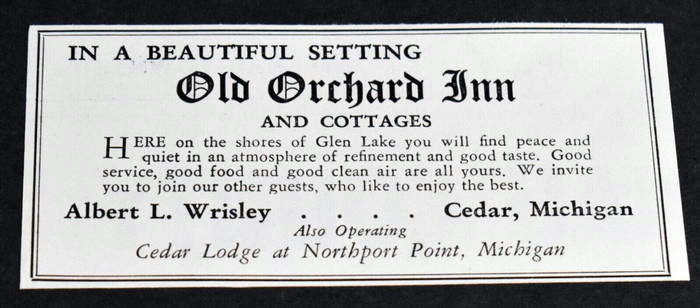 IN A BEAUTIFUL SETTING
Old Orchard Inn
AND COTTAGES
HERE on the shores of Glen Lake you will find peace and
quiet in an atmosphere of refinement and good taste. Good
service, good food and good clean air are all yours. We invite
you to join our other guests, who like to enjoy the best.
Albert L. Wrisley . . . . Cedar, Michigan
Also Operating
Cedar Lodge at Northport Point, Michigan